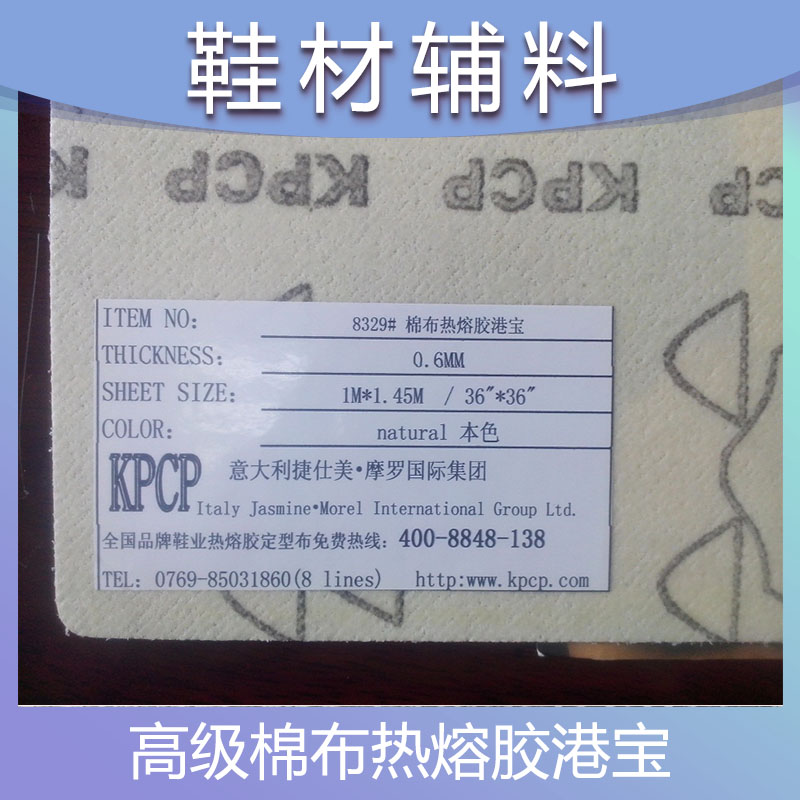 鞋材辅料
KPCP KPCP KPCP KPCP
ITEM NO: 8329# 棉布热熔胶港宝
THICKNESS: 0.6MM
SHEET SIZE: 1M*1.45M / 36"*36"
COLOR: natural 本色
KPCP 意大利捷仕美•摩罗国际集团
Italy Jasmine•Morel International Group Ltd.
全国品牌鞋业热熔胶定型布免费热线: 400-8848-138
TEL: 0769-85031860(8 lines) http:www.kpcp.com
高级棉布热熔胶港宝